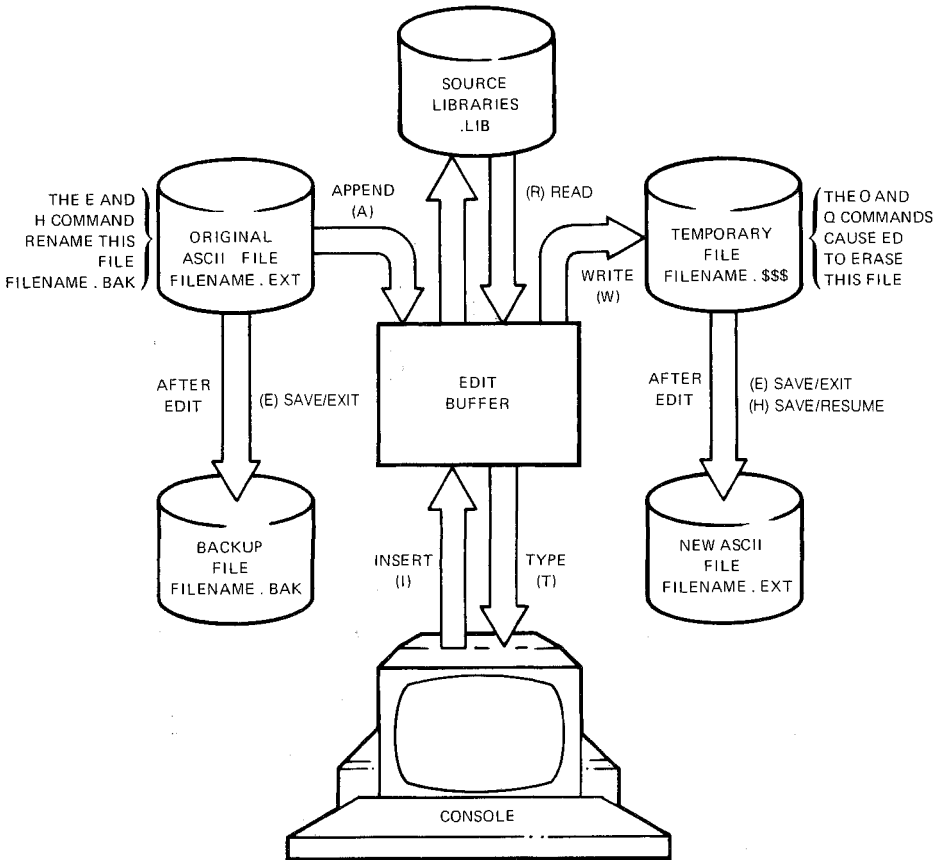 SOURCE
LIBRARIES
.LIB
THE E AND
H COMMAND
RENAME THIS
FILE
FILENAME.BAK
ORIGINAL
ASCII FILE
FILENAME.EXT
APPEND
(A)
(R) READ
WRITE
(W)
TEMPORARY
FILE
FILENAME.$$$
THE O AND
Q COMMANDS
CAUSE ED
TO ERASE
THIS FILE
AFTER
EDIT
(E) SAVE/EXIT
EDIT
BUFFER
AFTER
EDIT
(E) SAVE/EXIT
(H) SAVE/RESUME
BACKUP
FILE
FILENAME.BAK
INSERT
(I)
TYPE
(T)
NEW ASCII
FILE
FILENAME.EXT
CONSOLE